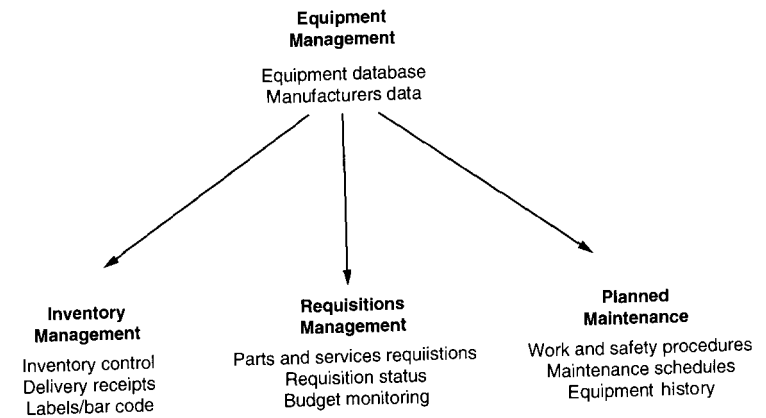 Equipment
Management
Equipment database
Manufacturers data
Inventory
Management
Inventory control
Delivery receipts
Labels/bar code
Requisitions
Management
Parts and services requiistions
Requisition status
Budget monitoring
Planned
Maintenance
Work and safety procedures
Maintenance schedules
Equipment history